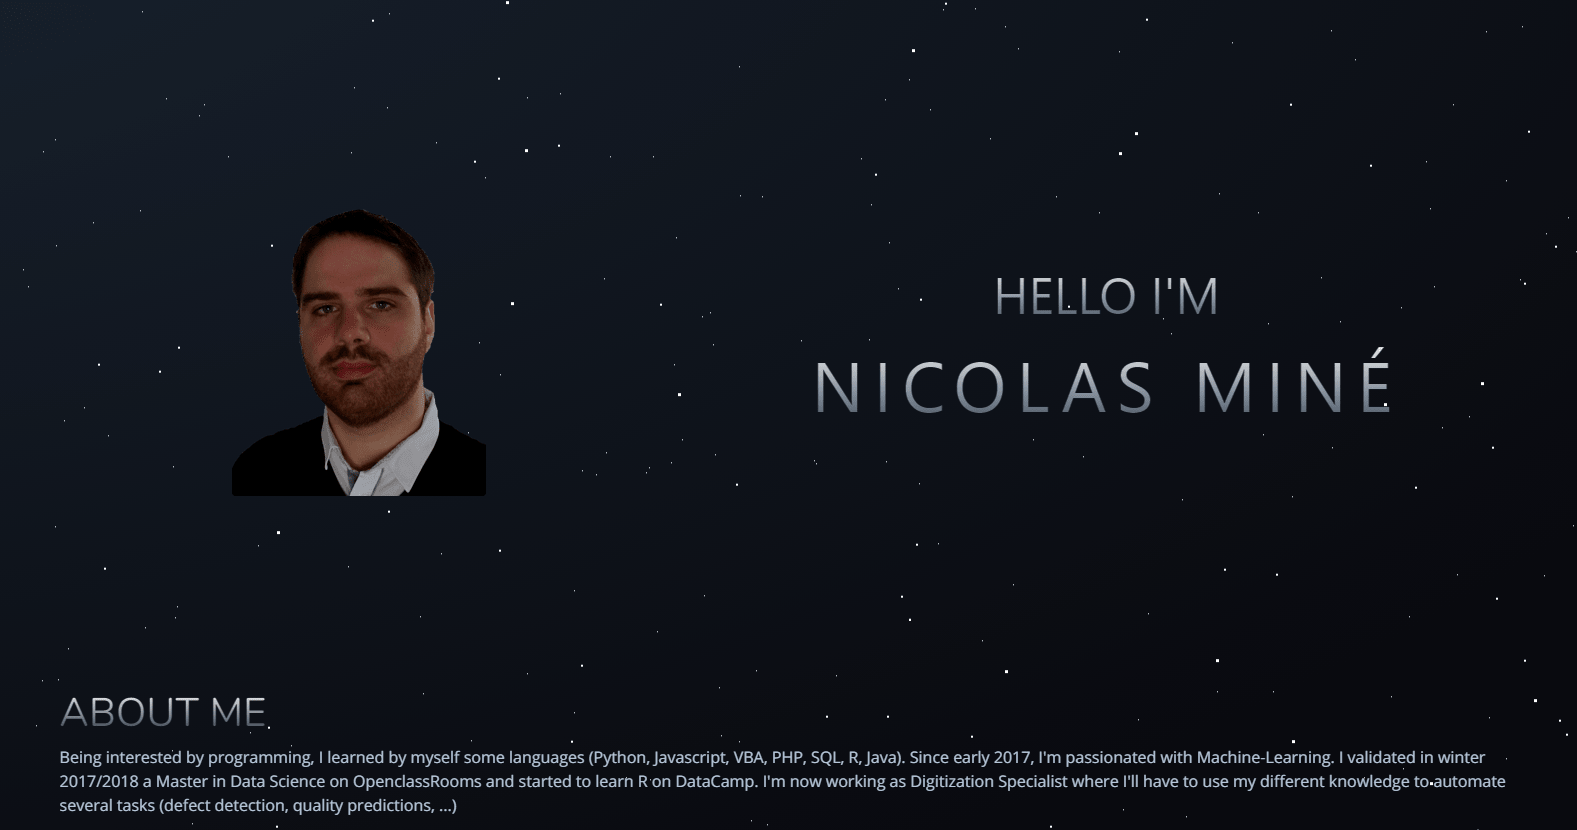 HELLO I'M
NICOLAS MINÉ
ABOUT ME
Being interested by programming, I learned by myself some languages (Python, Javascript, VBA, PHP, SQL, R, Java). Since early 2017, I'm passionated with Machine-Learning. I validated in winter
2017/2018 a Master in Data Science on OpenclassRooms and started to learn R on DataCamp. I'm now working as Digitization Specialist where I'll have to use my different knowledge to automate
several tasks (defect detection, quality predictions, ...)